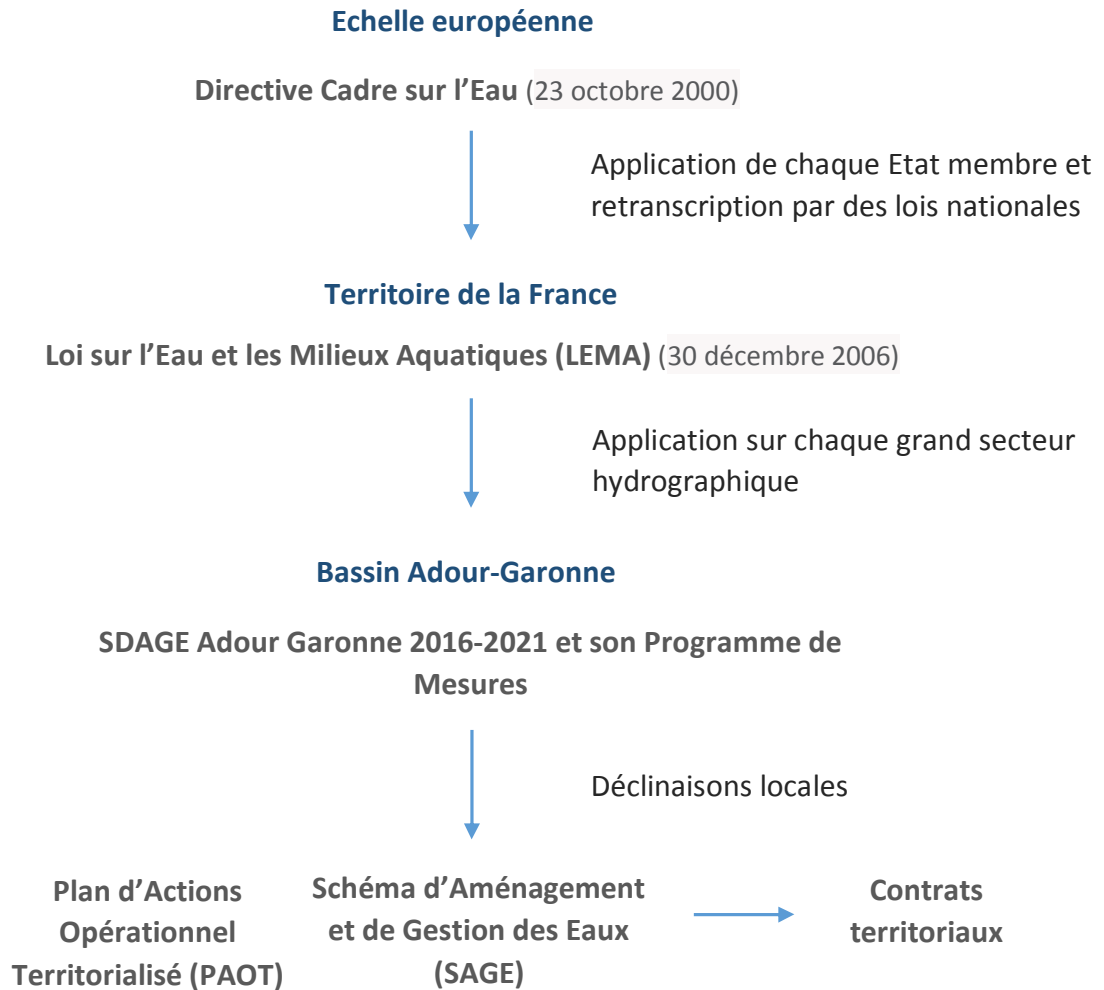 Echelle européenne
Directive Cadre sur l’Eau (23 octobre 2000)
Application de chaque Etat membre et
retranscription par des lois nationales
Territoire de la France
Loi sur l’Eau et les Milieux Aquatiques (LEMA) (30 décembre 2006)
Application sur chaque grand secteur
hydrographique
Bassin Adour-Garonne
SDAGE Adour Garonne 2016-2021 et son Programme de
Mesures
Déclinaisons locales
Plan d’Actions
Opérationnel
Territorialisé (PAOT)
Schéma d’Aménagement
et de Gestion des Eaux
(SAGE)
Contrats
territoriaux